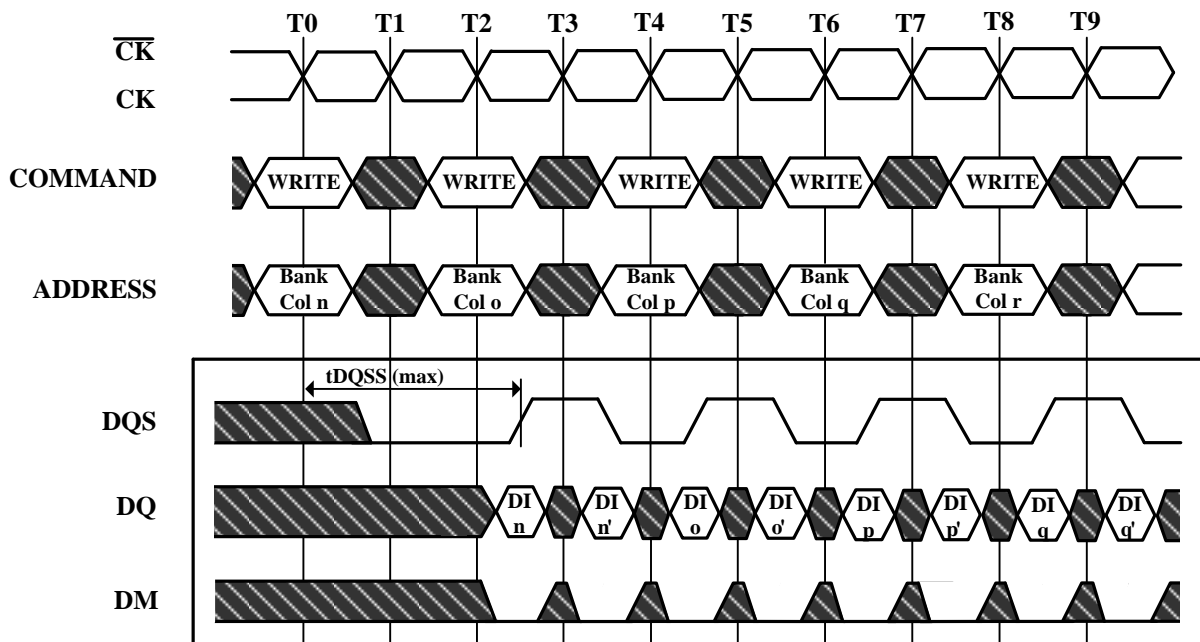 T0 T1 T2 T3 T4 T5 T6 T7 T8 T9
CK
CK
COMMAND WRITE WRITE WRITE WRITE WRITE
ADDRESS Bank Col n Bank Col o Bank Col p Bank Col q Bank Col r
tDQSS (max)
DQS
DQ DI n DI n' DI o DI o' DI p DI p' DI q DI q'
DM